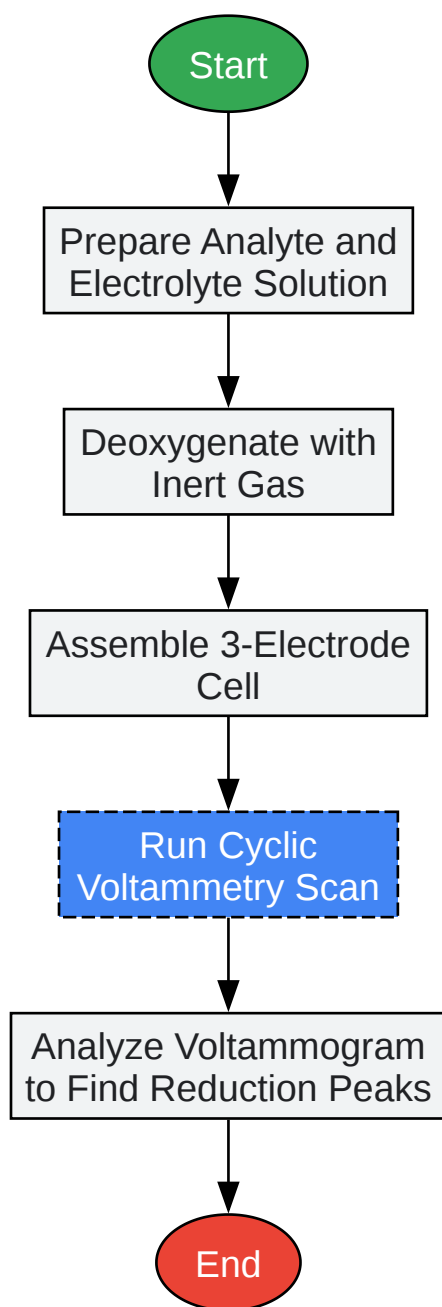 Start
Prepare Analyte and
Electrolyte Solution
Deoxygenate with
Inert Gas
Assemble 3-Electrode
Cell
Run Cyclic
Voltammetry Scan
Analyze Voltammogram
to Find Reduction Peaks
End